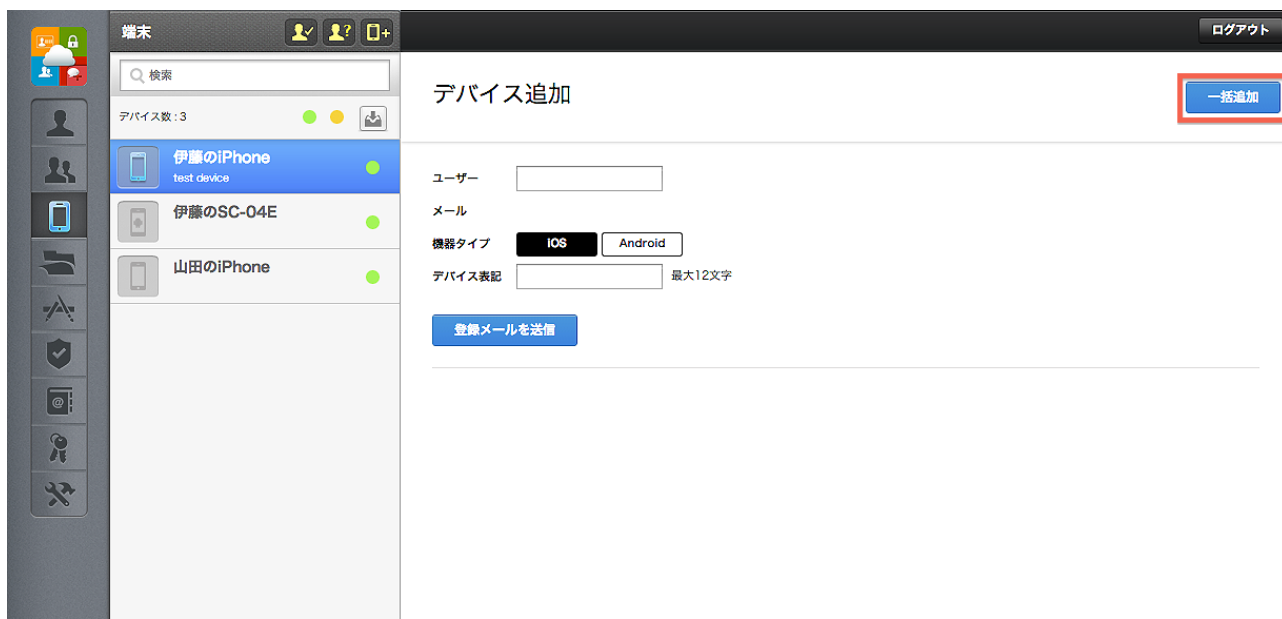 端末
ログアウト
検索
デバイス数 : 3
伊藤のiPhone
test device
伊藤のSC-04E
山田のiPhone
デバイス追加
一括追加
ユーザー
メール
機器タイプ iOS Android
デバイス表記 最大12文字
登録メールを送信